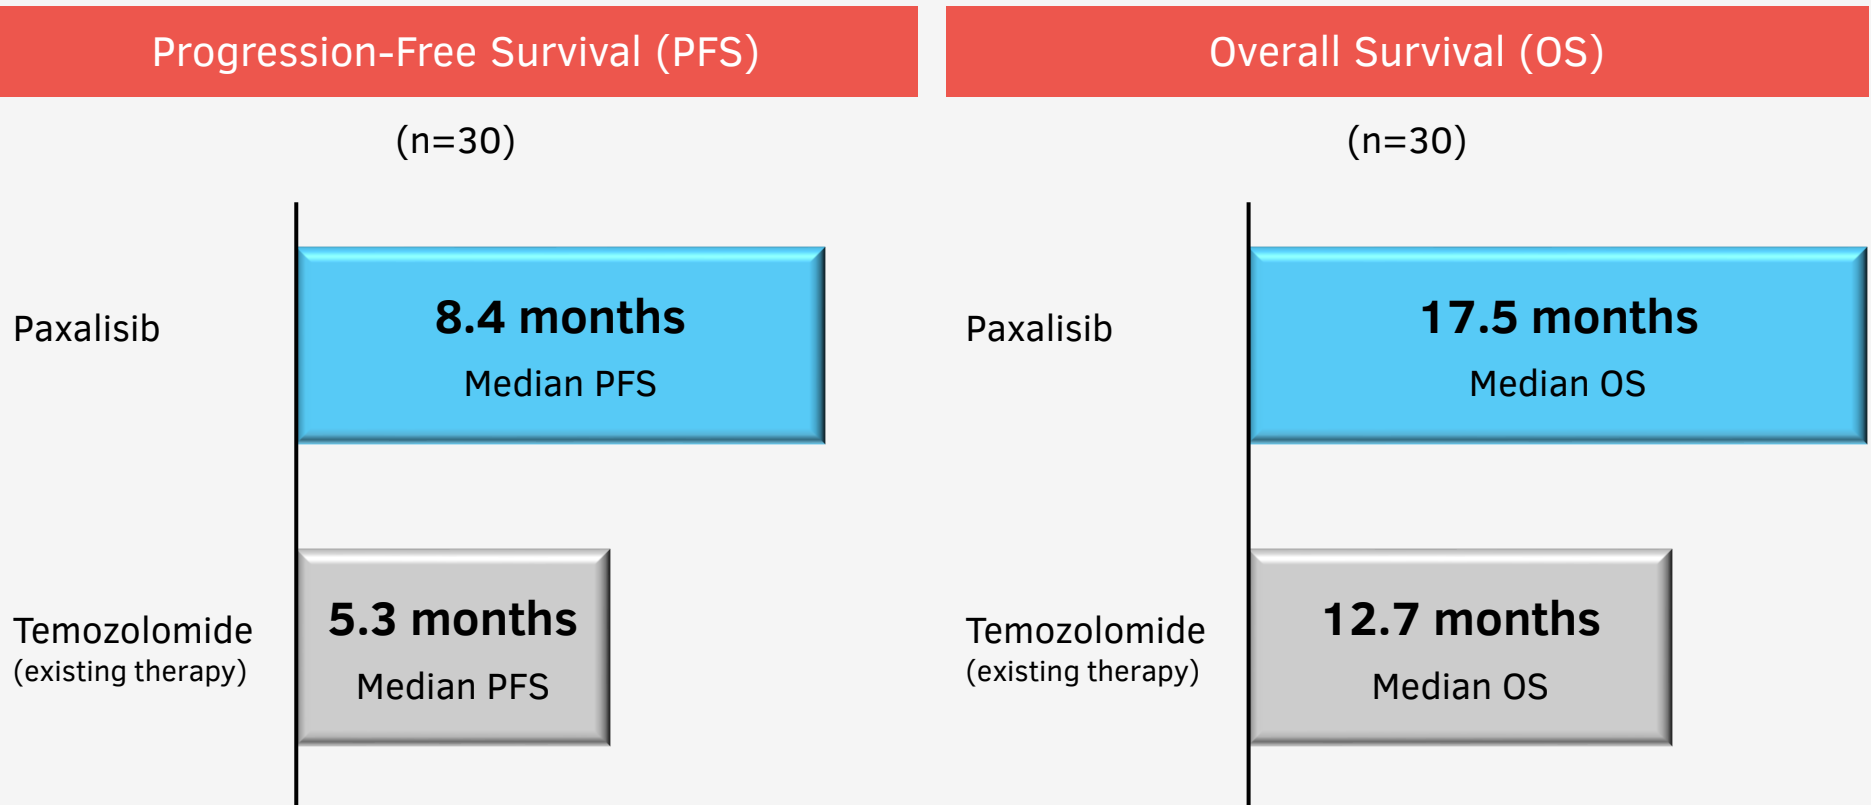 Progression-Free Survival (PFS)
(n=30)
Paxalisib
8.4 months
Median PFS
Temozolomide
(existing therapy)
5.3 months
Median PFS
Overall Survival (OS)
(n=30)
Paxalisib
17.5 months
Median OS
Temozolomide
(existing therapy)
12.7 months
Median OS